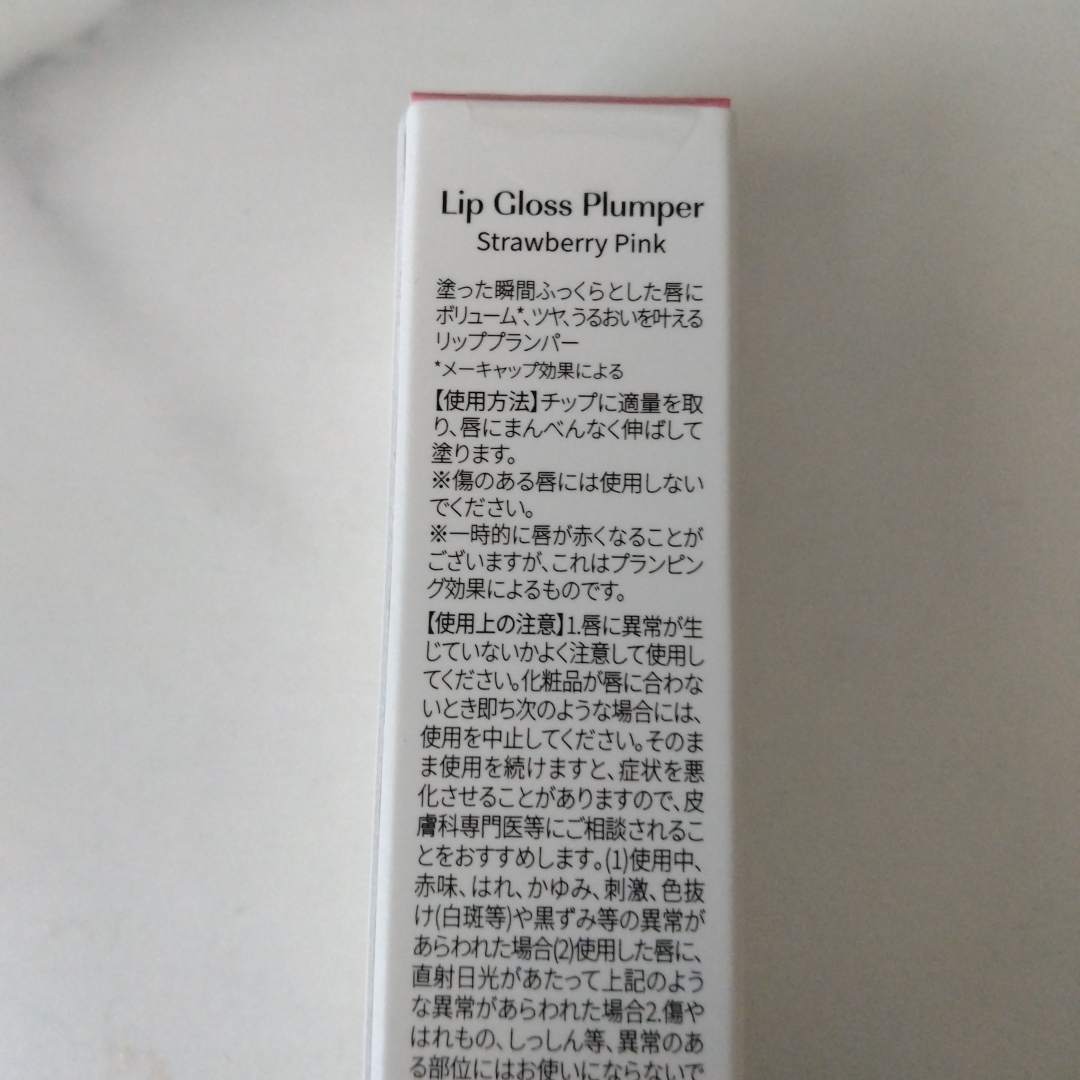 Lip Gloss Plumper
Strawberry Pink
塗った瞬間ふっくらとした唇に
ボリューム*、ツヤ、うるおいを叶える
リッププランパー
*メーキャップ効果による
【使用方法】チップに適量を取
り、唇にまんべんなく伸ばして
塗ります。
※傷のある唇には使用しない
でください。
※一時的に唇が赤くなることが
ございますが、これはプランピン
グ効果によるものです。
【使用上の注意】1.唇に異常が生
じていないかよく注意して使用し
てください。化粧品が唇に合わな
いとき即ち次のような場合には、
使用を中止してください。そのま
ま使用を続けますと、症状を悪
化させることがありますので、皮
膚科専門医等にご相談されるこ
とをおすすめします。(1)使用中、
赤味、はれ、かゆみ、刺激、色抜
け(白斑等)や黒ずみ等の異常が
あらわれた場合(2)使用した唇に、
直射日光があたって上記のよう
な異常があらわれた場合2.傷や
はれもの、しっしん等、異常のあ
る部位にはお使いにならないで